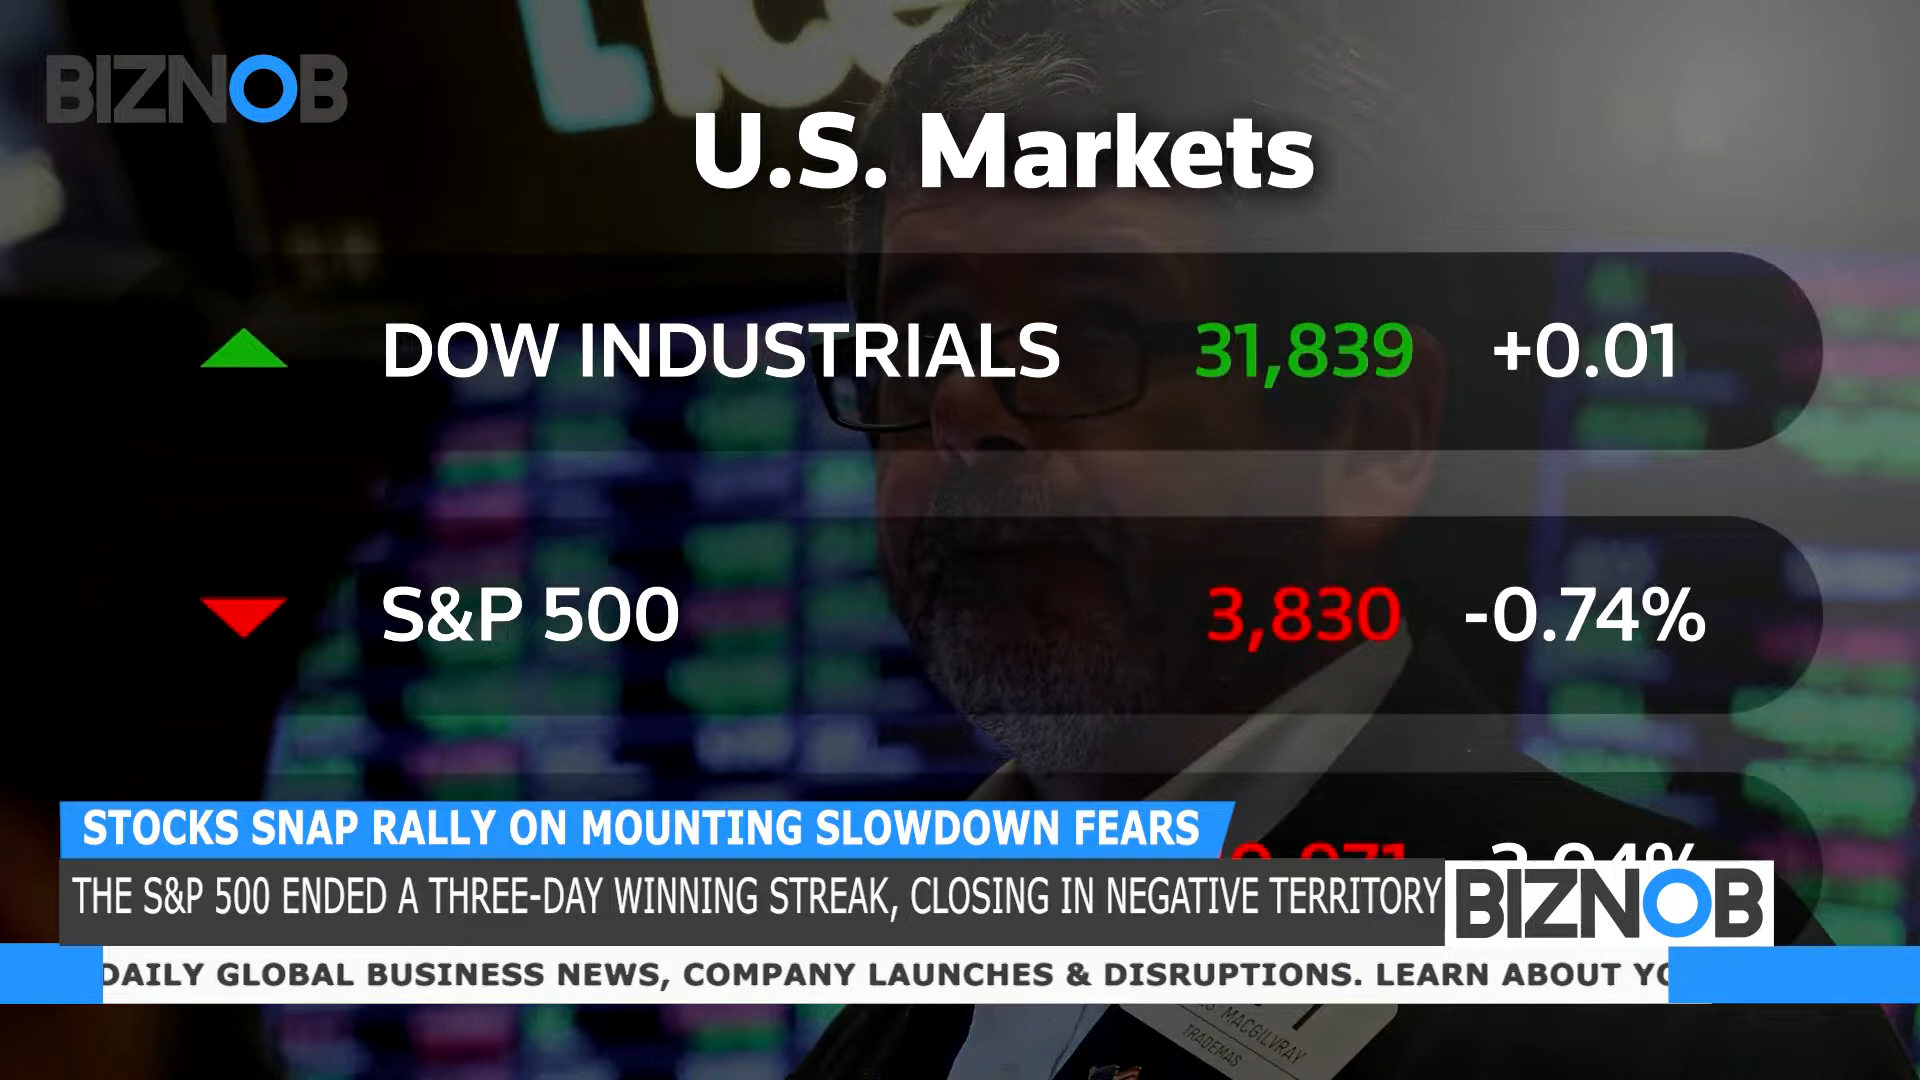 BIZNOB
U.S. Markets
DOW INDUSTRIALS 31,839 +0.01
S&P 500 3,830 -0.74%
STOCKS SNAP RALLY ON MOUNTING SLOWDOWN FEARS
THE S&P 500 ENDED A THREE-DAY WINNING STREAK, CLOSING IN NEGATIVE TERRITORY
BIZNOB
DAILY GLOBAL BUSINESS NEWS, COMPANY LAUNCHES & DISRUPTIONS. LEARN ABOUT
MACGILVRAY
TRADEMAS